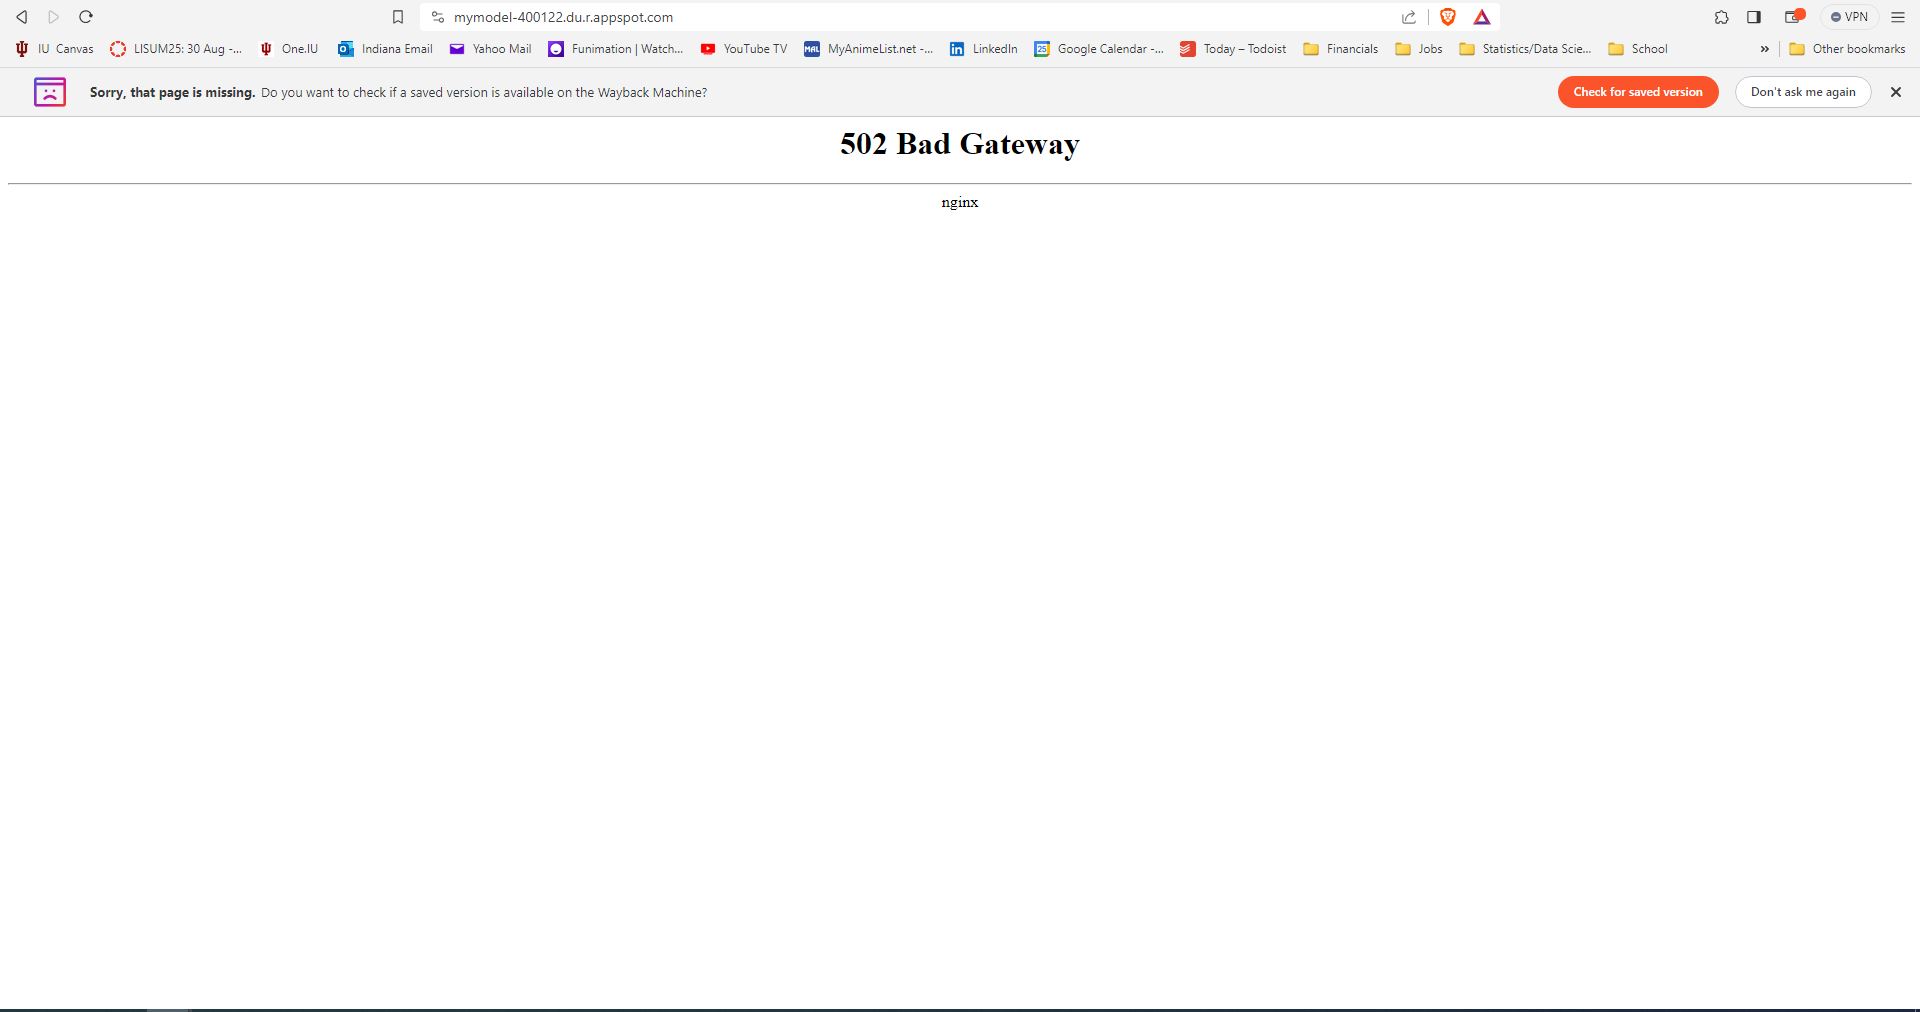 mymodel-400122.du.r.appspot.com
VPN
IU Canvas
LISUM25: 30 Aug -...
One.IU
Indiana Email
Yahoo Mail
Funimation | Watch...
YouTube TV
MAL MyAnimeList.net -...
in LinkedIn
25 Google Calendar -...
Today – Todoist
Financials
Jobs
Statistics/Data Scie...
School
»
Other bookmarks
Sorry, that page is missing. Do you want to check if a saved version is available on the Wayback Machine?
Check for saved version
Don't ask me again
502 Bad Gateway
nginx